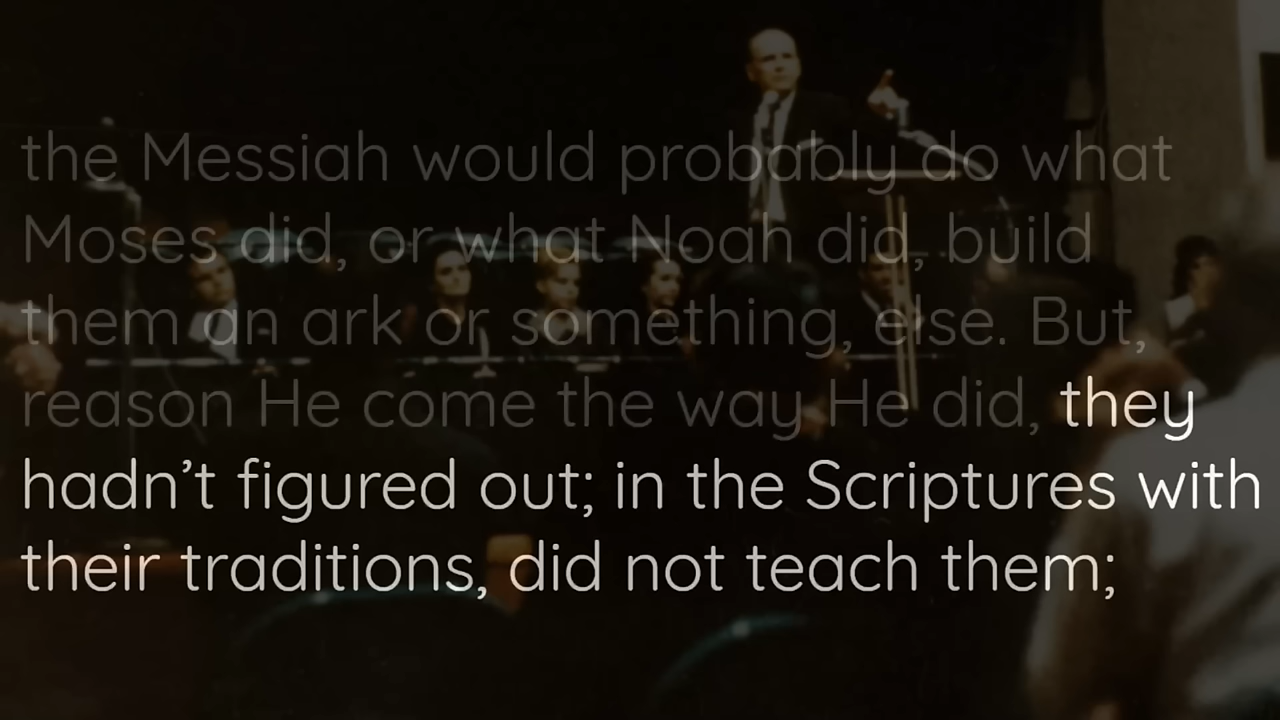 the Messiah would probably do what
Moses did, or what Noah did, build
them an ark or something, else. But,
reason He come the way He did, they
hadn’t figured out; in the Scriptures with
their traditions, did not teach them;